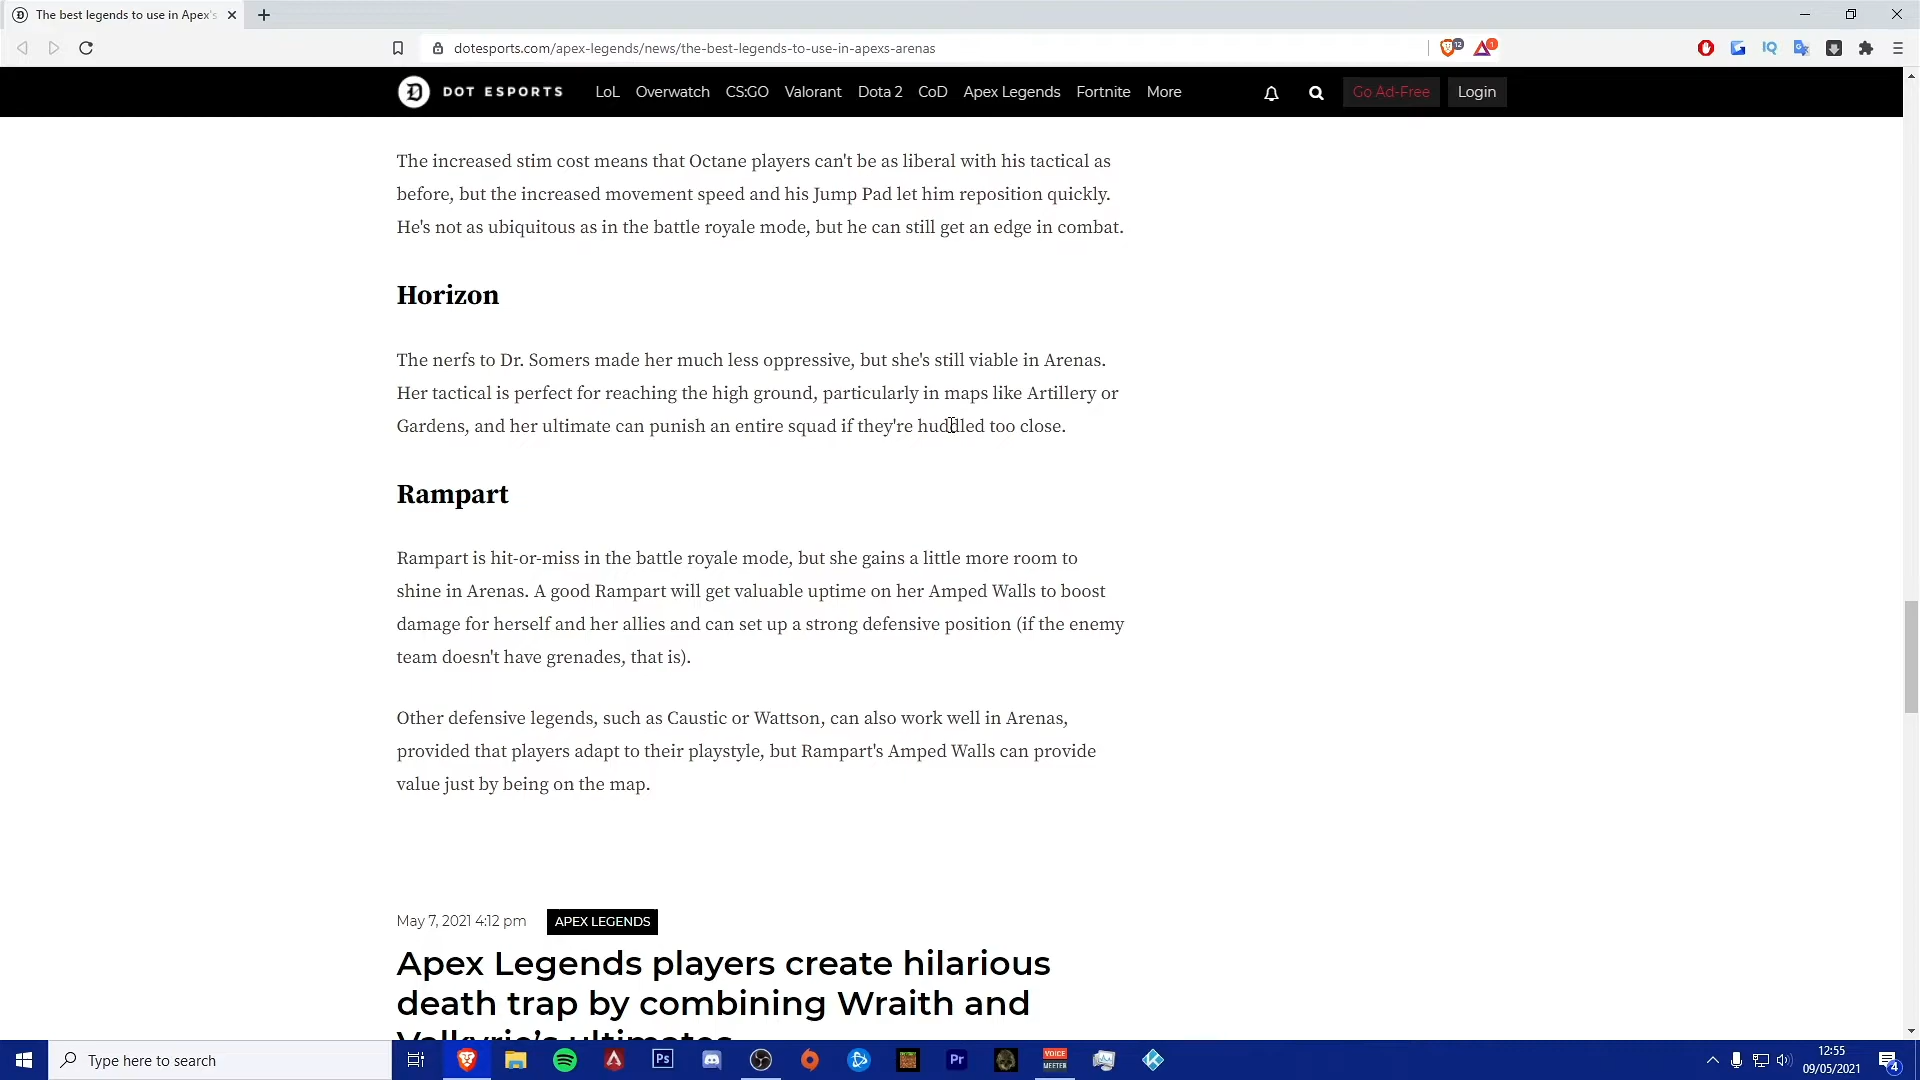 The best legends to use in Apex's
dotesports.com/apex-legends/news/the-best-legends-to-use-in-apexs-arenas
12
1
IQ
DOT ESPORTS
LoL Overwatch CS:GO Valorant Dota 2 CoD Apex Legends Fortnite More
Go Ad-Free
Login
The increased stim cost means that Octane players can't be as liberal with his tactical as
before, but the increased movement speed and his Jump Pad let him reposition quickly.
He's not as ubiquitous as in the battle royale mode, but he can still get an edge in combat.
Horizon
The nerfs to Dr. Somers made her much less oppressive, but she's still viable in Arenas.
Her tactical is perfect for reaching the high ground, particularly in maps like Artillery or
Gardens, and her ultimate can punish an entire squad if they're huddled too close.
Rampart
Rampart is hit-or-miss in the battle royale mode, but she gains a little more room to
shine in Arenas. A good Rampart will get valuable uptime on her Amped Walls to boost
damage for herself and her allies and can set up a strong defensive position (if the enemy
team doesn't have grenades, that is).
Other defensive legends, such as Caustic or Wattson, can also work well in Arenas,
provided that players adapt to their playstyle, but Rampart's Amped Walls can provide
value just by being on the map.
May 7, 2021 4:12 pm
APEX LEGENDS
Apex Legends players create hilarious
death trap by combining Wraith and
Valkyrie's ultimates
Type here to search
Ps
Pr
VOICE
MEETER
12:55
09/05/2021
4